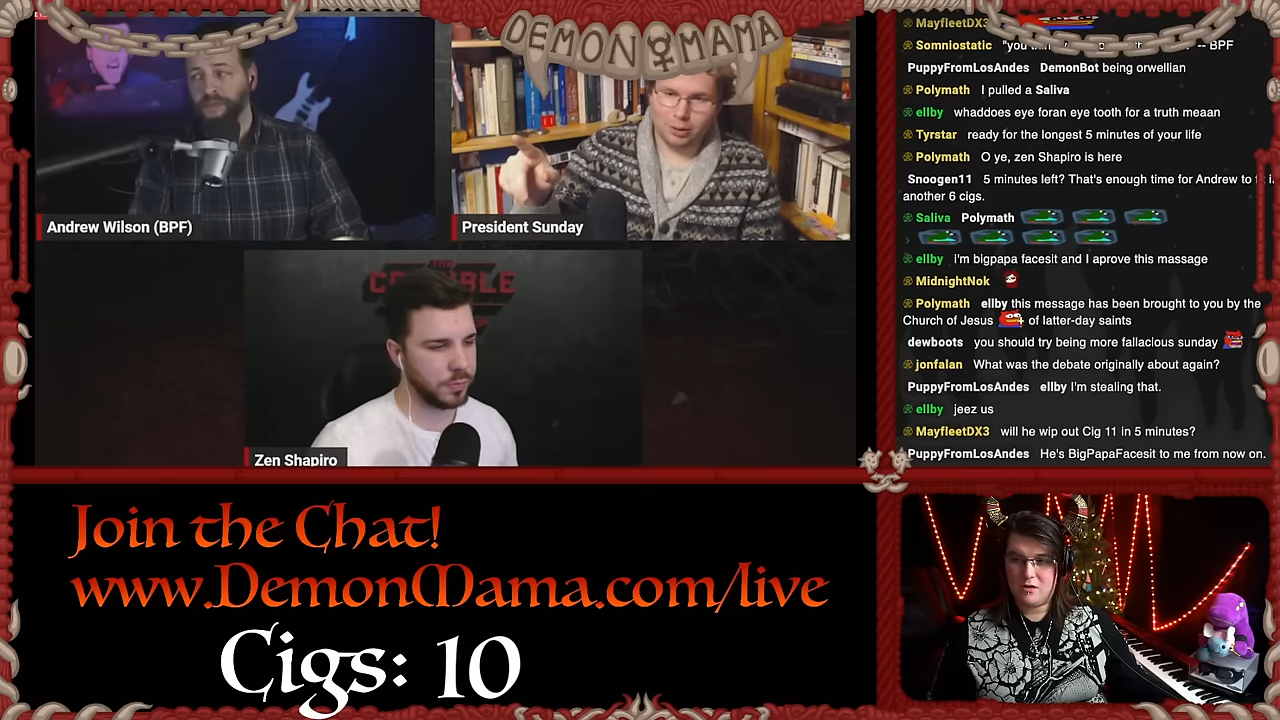 DEMON MAMA
Andrew Wilson (BPF)
President Sunday
THE
Zen Shapiro
MayfleetDX3
Somniostatic "you -- BPF
PuppyFromLosAndes DemonBot being orwellian
Polymath I pulled a Saliva
ellby whaddoes eye foran eye tooth for a truth meaan
Tyrstar ready for the longest 5 minutes of your life
Polymath O ye, zen Shapiro is here
Snoogen11 5 minutes left? That's enough time for Andrew to
another 6 cigs.
Saliva Polymath
ellby i'm bigpapa facesit and I aprove this massage
MidnightNok
Polymath ellby this message has been brought to you by the
Church of Jesus of latter-day saints
dewboots you should try being more fallacious sunday
jonfalan What was the debate originally about again?
PuppyFromLosAndes ellby I'm stealing that.
ellby jeez us
MayfleetDX3 will he wip out Cig 11 in 5 minutes?
PuppyFromLosAndes He's BigPapaFacesit to me from now on.
Join the Chat!
www.DemonMama.com/live
Cigs: 10